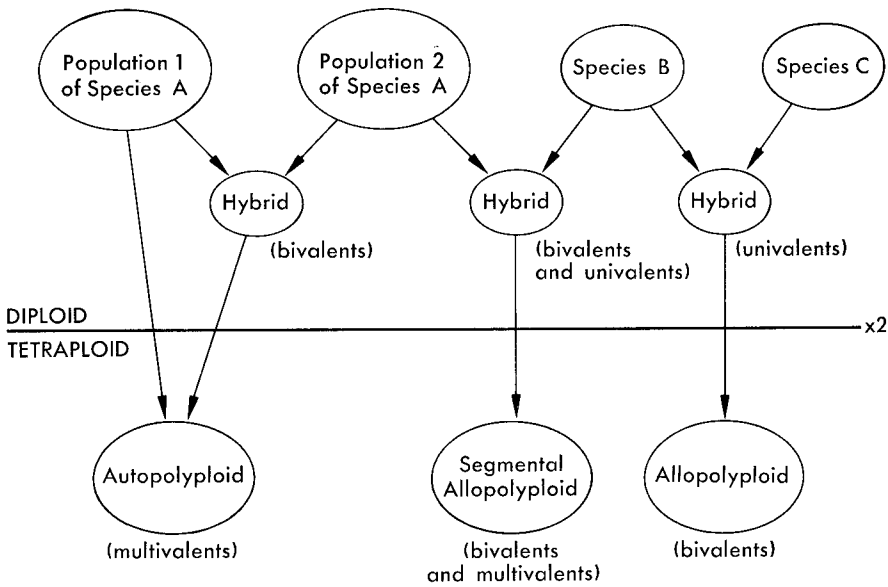 Population 1
of Species A
Population 2
of Species A
Species B
Species C
Hybrid
(bivalents)
Hybrid
(bivalents
and univalents)
Hybrid
(univalents)
DIPLOID
x2
TETRAPLOID
Autopolyploid
(multivalents)
Segmental
Allopolyploid
(bivalents
and multivalents)
Allopolyploid
(bivalents)